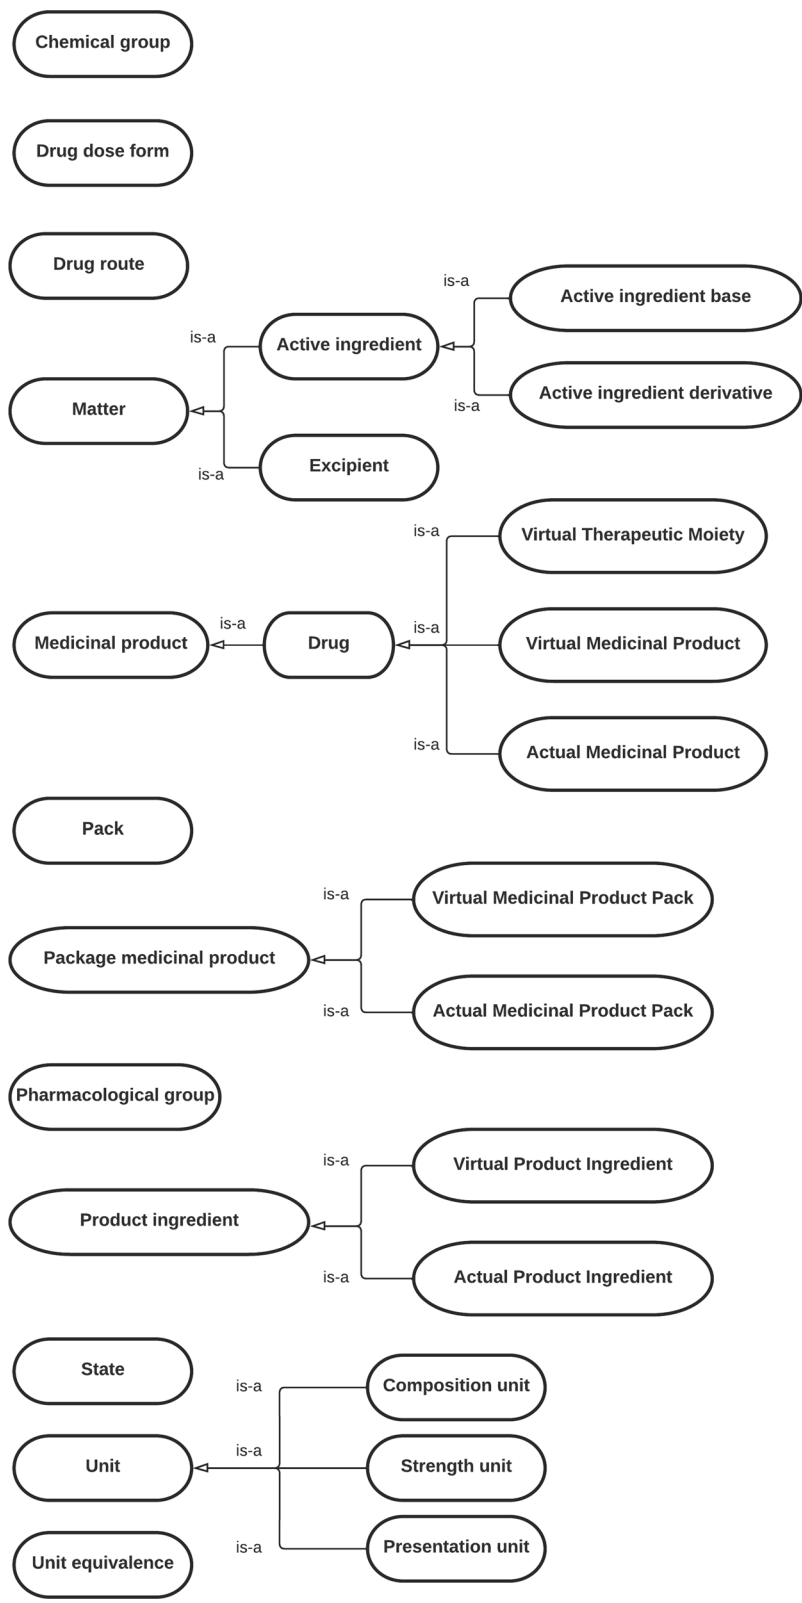 Chemical group
Drug dose form
Drug route
is-a
Active ingredient base
is-a
Active ingredient
Active ingredient derivative
is-a
Matter
Excipient
is-a
is-a
Virtual Therapeutic Moiety
is-a
is-a
Medicinal product
Drug
Virtual Medicinal Product
is-a
Actual Medicinal Product
Pack
is-a
Virtual Medicinal Product Pack
Package medicinal product
is-a
Actual Medicinal Product Pack
Pharmacological group
is-a
Virtual Product Ingredient
Product ingredient
is-a
Actual Product Ingredient
State
is-a
Composition unit
is-a
Unit
Strength unit
is-a
Presentation unit
Unit equivalence